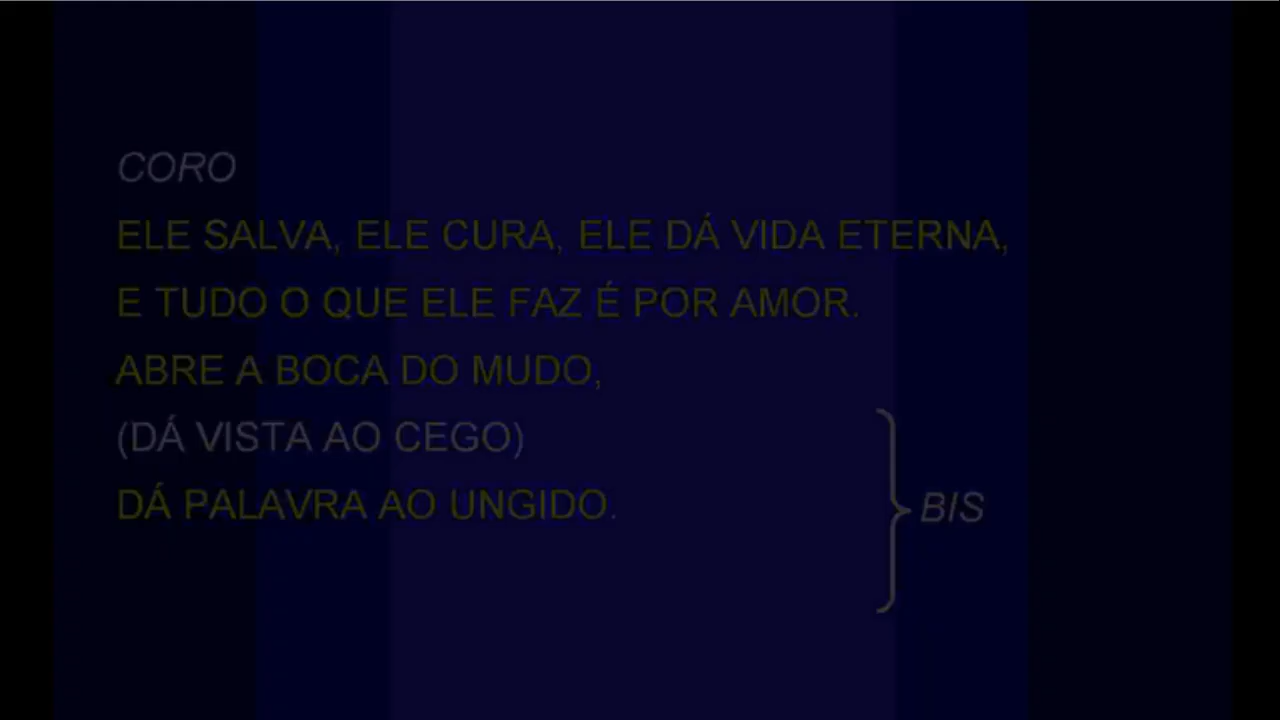 CORO
ELE SALVA, ELE CURA, ELE DÁ VIDA ETERNA,
E TUDO O QUE ELE FAZ É POR AMOR.
ABRE A BOCA DO MUDO,
(DÁ VISTA AO CEGO)
DÁ PALAVRA AO UNGIDO.
BIS